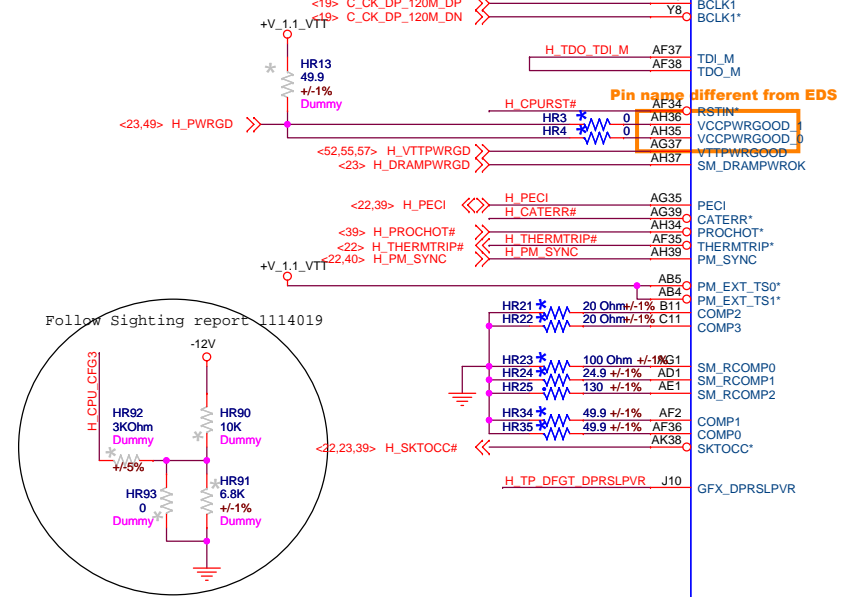 <19> C_CK_DP_120M_DP
BCLK1
<19> C_CK_DP_120M_DN
Y8
BCLK1*
+V_1.1_VTT
H_TDO_TDI_M
AF37
TDI_M
AF38
TDO_M
HR13
49.9
+/-1%
Dummy
Pin name different from EDS
H_CPURST#
AF34
RSTIN*
<23,49> H_PWRGD
HR3
0
AH36
VCCPWRGOOD_1
HR4
0
AH35
VCCPWRGOOD_0
<52,55,57> H_VTTPWRGD
AG37
VTTPWRGOOD
<23> H_DRAMPWRGD
AH37
SM_DRAMPWROK
<22,39> H_PECI
H_PECI
AG35
PECI
H_CATERR#
AG39
CATERR*
<39> H_PROCHOT#
AH34
PROCHOT*
<22> H_THERMTRIP#
H_THERMTRIP#
AF35
THERMTRIP*
<22,40> H_PM_SYNC
H_PM_SYNC
AH39
PM_SYNC
+V_1.1_VTT
AB5
PM_EXT_TS0*
AB4
PM_EXT_TS1*
HR21
20 Ohm+/-1%
B11
COMP2
HR22
20 Ohm+/-1%
C11
COMP3
HR23
100 Ohm +/-1%
AG1
SM_RCOMP0
HR24
24.9 +/-1%
AD1
SM_RCOMP1
HR25
130 +/-1%
AE1
SM_RCOMP2
HR34
49.9 +/-1%
AF2
COMP1
HR35
49.9 +/-1%
AF36
COMP0
<22,23,39> H_SKTOCC#
AK38
SKTOCC*
H_TP_DFGT_DPRSLPVR
J10
GFX_DPRSLPVR
Follow Sighting report 1114019
-12V
H_CPU_CFG3
HR92
3KOhm
Dummy
+/-5%
HR90
10K
Dummy
HR93
0
Dummy
HR91
6.8K
+/-1%
Dummy